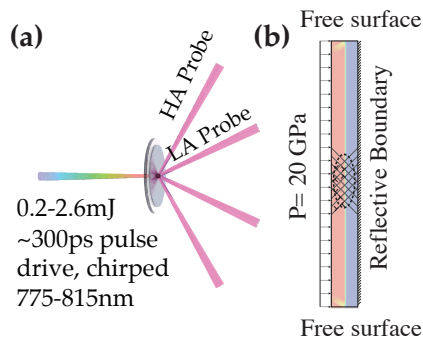 (a)
HA Probe
LA Probe
0.2-2.6mJ
~300ps pulse
drive, chirped
775-815nm
(b)
Free surface
P= 20 GPa
Reflective Boundary
Free surface